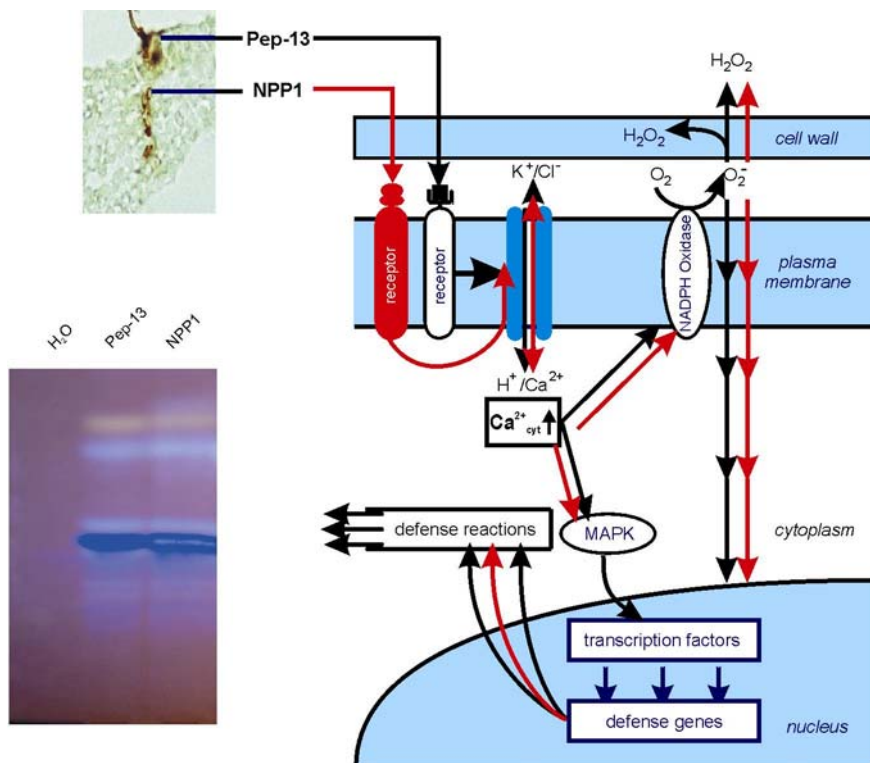 Pep-13
NPP1
H₂O₂
H₂O₂
cell wall
K⁺/Cl⁻
O₂
O₂⁻
receptor
receptor
NADPH Oxidase
plasma
membrane
H₂O
Pep-13
NPP1
H⁺/Ca²⁺
Ca²⁺cyt
defense reactions
MAPK
cytoplasm
transcription factors
defense genes
nucleus